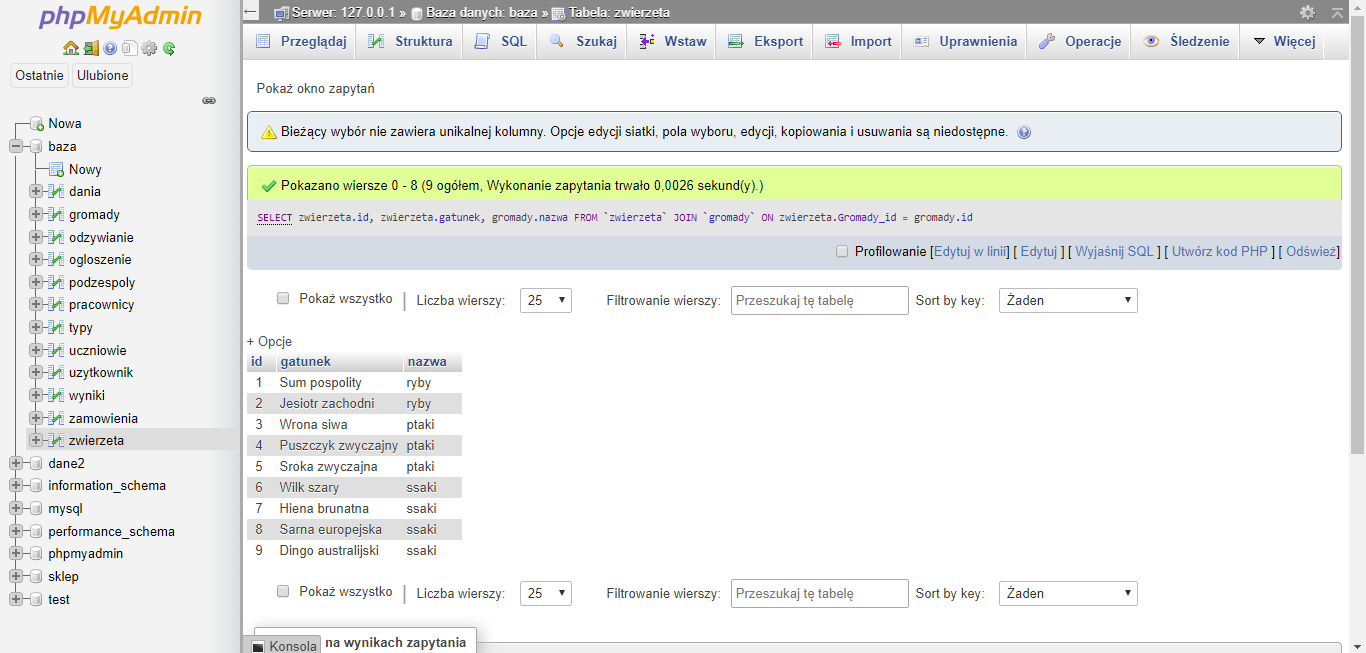 phpMyAdmin
Ostatnie Ulubione
Nowa
baza
Nowy
dania
gromady
odzywianie
ogloszenie
podzespoly
pracownicy
typy
uczniowie
uzytkownik
wyniki
zamowienia
zwierzeta
dane2
information_schema
mysql
performance_schema
phpmyadmin
sklep
test
Serwer: 127.0.0.1 » Baza danych: baza » Tabela: zwierzeta
Przeglądaj Struktura SQL Szukaj Wstaw Eksport Import Uprawnienia Operacje Śledzenie Więcej
Pokaż okno zapytań
Bieżący wybór nie zawiera unikalnej kolumny. Opcje edycji siatki, pola wyboru, edycji, kopiowania i usuwania są niedostępne.
Pokazano wiersze 0 - 8 (9 ogółem, Wykonanie zapytania trwało 0,0026 sekund(y).)
SELECT zwierzeta.id, zwierzeta.gatunek, gromady.nazwa FROM `zwierzeta` JOIN `gromady` ON zwierzeta.Gromady_id = gromady.id
Profilowanie [Edytuj w linii] [ Edytuj ] [ Wyjaśnij SQL ] [ Utwórz kod PHP ] [ Odśwież]
Pokaż wszystko | Liczba wierszy: 25 Filtrowanie wierszy: Przeszukaj tę tabelę Sort by key: Żaden
+ Opcje
id gatunek nazwa
1 Sum pospolity ryby
2 Jesiotr zachodni ryby
3 Wrona siwa ptaki
4 Puszczyk zwyczajny ptaki
5 Sroka zwyczajna ptaki
6 Wilk szary ssaki
7 Hiena brunatna ssaki
8 Sarna europejska ssaki
9 Dingo australijski ssaki
Pokaż wszystko | Liczba wierszy: 25 Filtrowanie wierszy: Przeszukaj tę tabelę Sort by key: Żaden
Konsola na wynikach zapytania